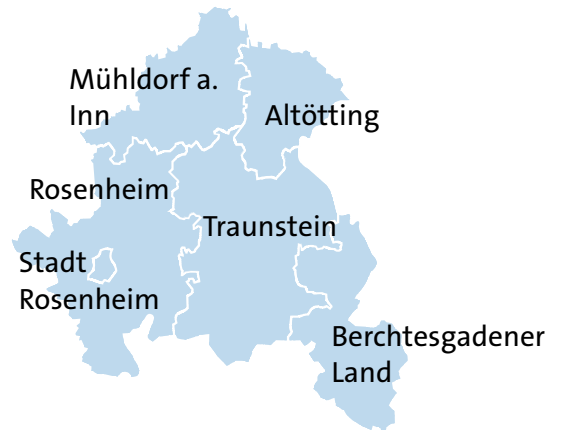 Mühldorf a.
Inn
Altötting
Rosenheim
Traunstein
Stadt
Rosenheim
Berchtesgadener
Land